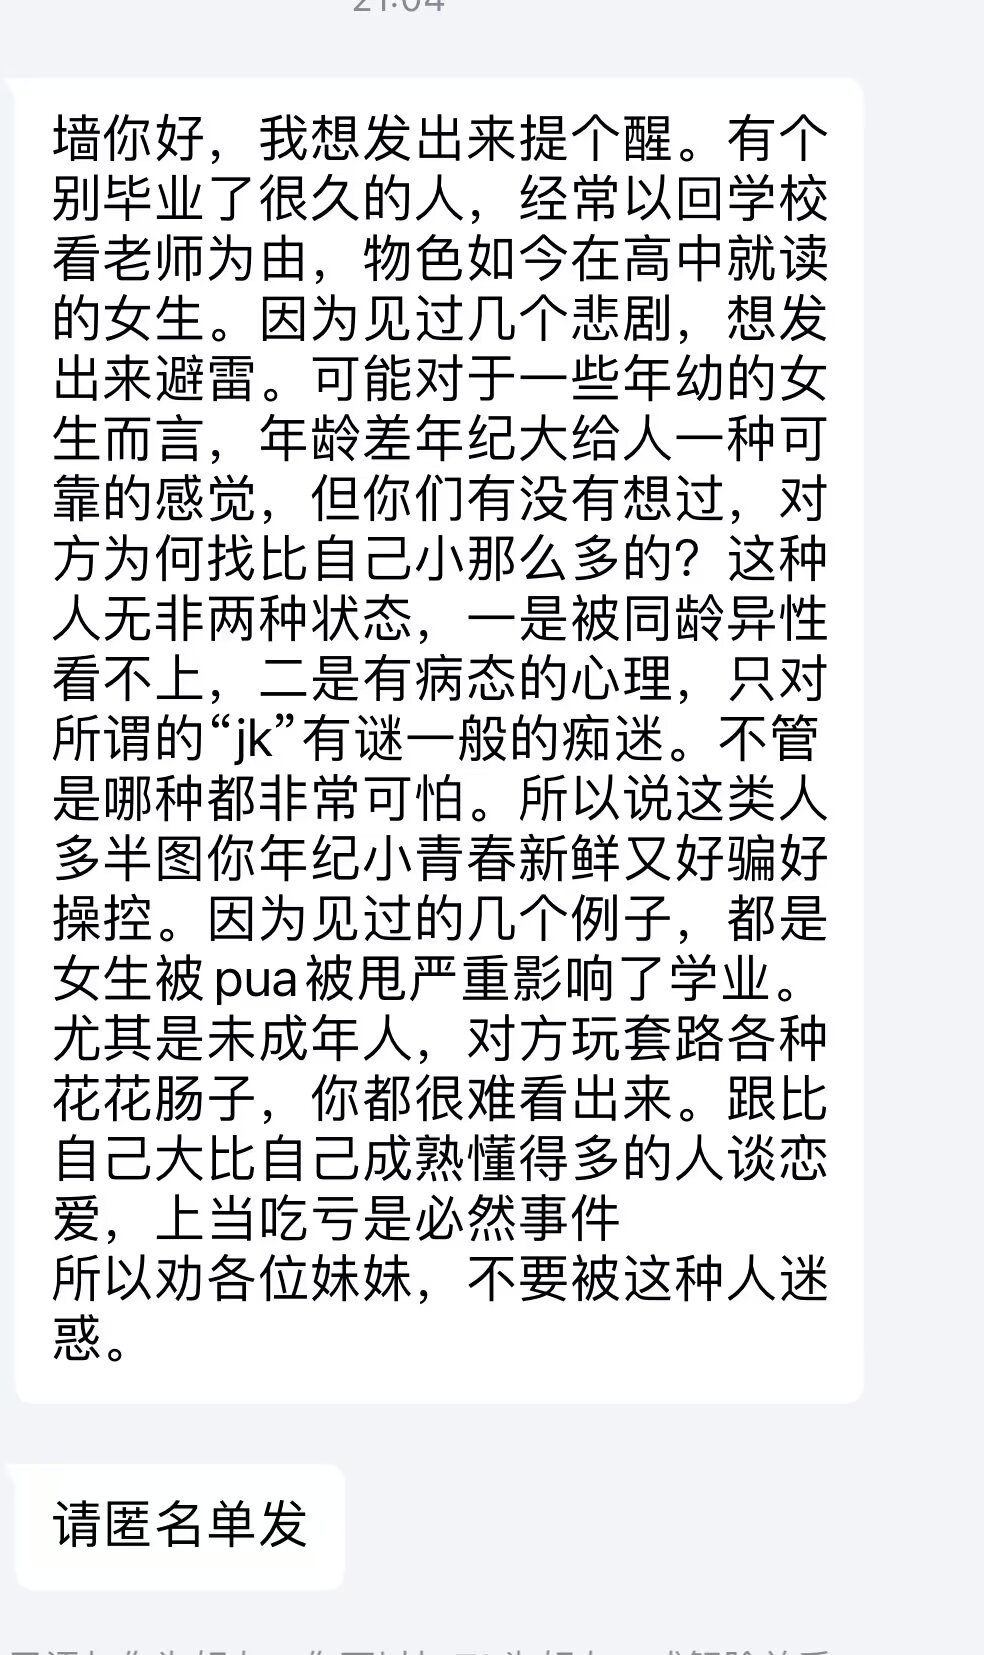 21:04
墙你好，我想发出来提个醒。有个
别毕业了很久的人，经常以回学校
看老师为由，物色如今在高中就读
的女生。因为见过几个悲剧，想发
出来避雷。可能对于一些年幼的女
生而言，年龄差年纪大给人一种可
靠的感觉，但你们有没有想过，对
方为何找比自己小那么多的？这种
人无非两种状态，一是被同龄异性
看不上，二是有病态的心理，只对
所谓的“jk”有谜一般的痴迷。不管
是哪种都非常可怕。所以说这类人
多半图你年纪小青春新鲜又好骗好
操控。因为见过的几个例子，都是
女生被pua被甩严重影响了学业。
尤其是未成年人，对方玩套路各种
花花肠子，你都很难看出来。跟比
自己大比自己成熟懂得多的人谈恋
爱，上当吃亏是必然事件
所以劝各位妹妹，不要被这种人迷
惑。
请匿名单发